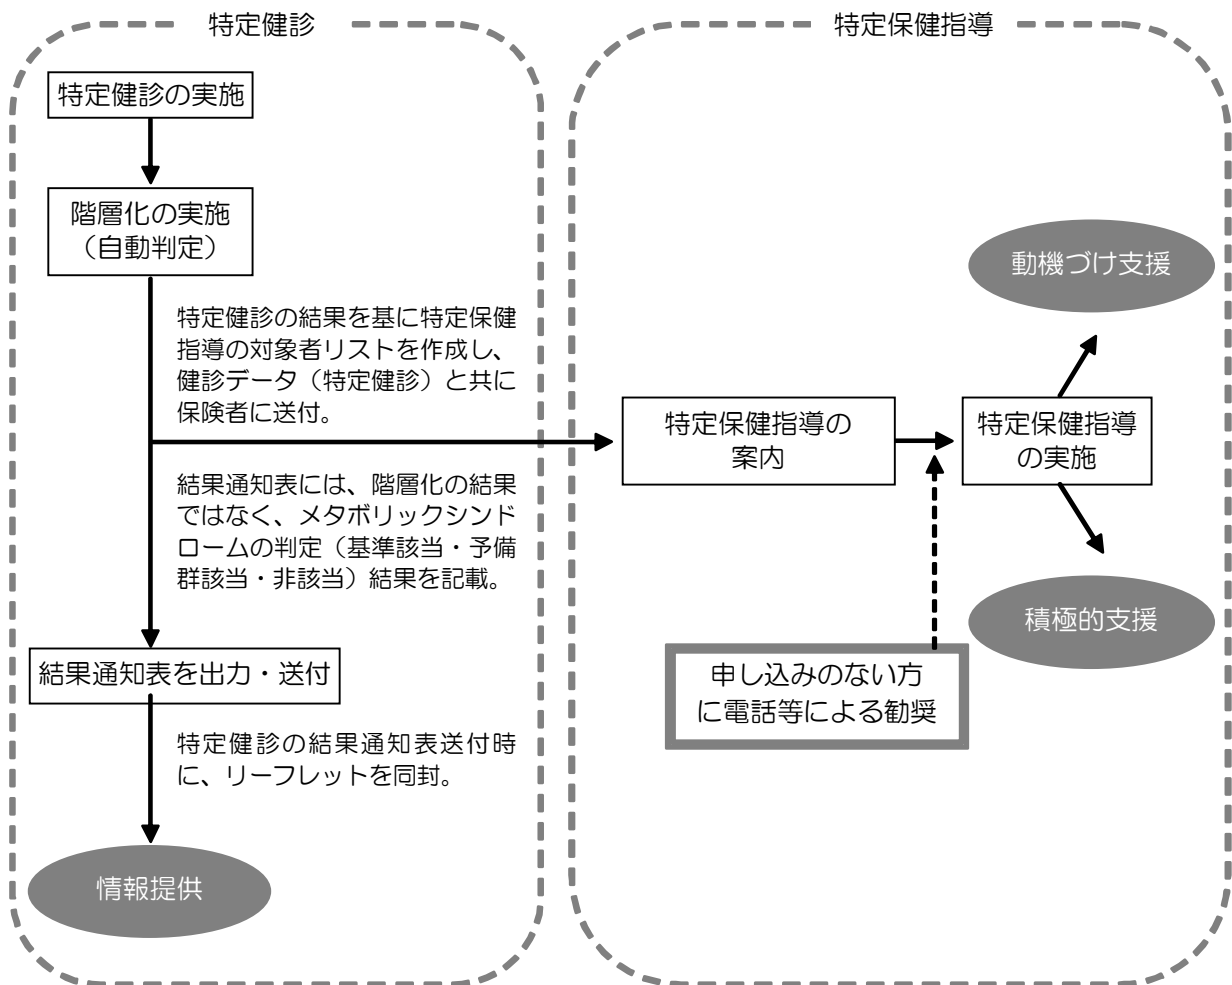 特定健診
特定健診の実施
階層化の実施
（自動判定）
特定健診の結果を基に特定保健
指導の対象者リストを作成し、
健診データ（特定健診）と共に
保険者に送付。
結果通知表には、階層化の結果
ではなく、メタボリックシンド
ロームの判定（基準該当・予備
群該当・非該当）結果を記載。
結果通知表を出力・送付
特定健診の結果通知表送付時
に、リーフレットを同封。
情報提供
特定保健指導
特定保健指導の
案内
特定保健指導
の実施
動機づけ支援
積極的支援
申し込みのない方
に電話等による勧奨